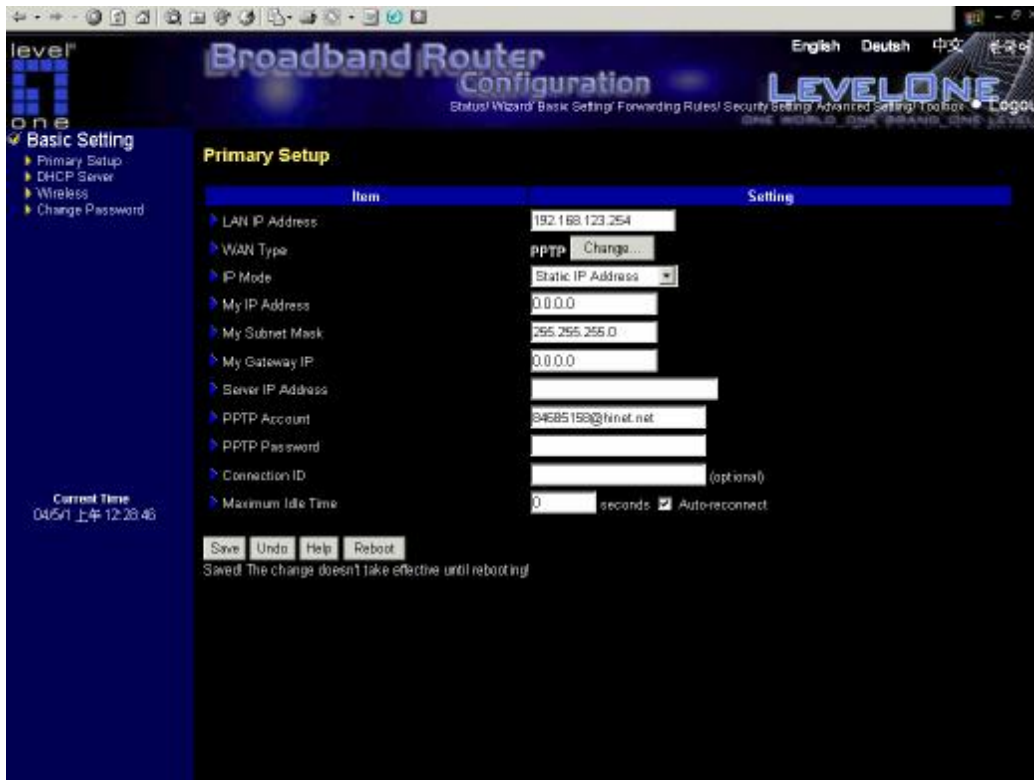 level
one
Broadband Router
Configuration
English Deutsh 中文 한국어
LEVELONE
Status/ Wizard/ Basic Setting/ Forwarding Rules/ Security Setting/ Advanced Setting/ Toolbox Logout
ONE WORLD_ONE BRAND_ONE LEVEL
Basic Setting
Primary Setup
DHCP Server
Wireless
Change Password
Current Time
04/5/1 上午 12:28:46
Primary Setup
Item Setting
LAN IP Address 192.168.123.254
WAN Type PPTP Change...
IP Mode Static IP Address
My IP Address 0.0.0.0
My Subnet Mask 255.255.255.0
My Gateway IP 0.0.0.0
Server IP Address
PPTP Account 84685158@hinet.net
PPTP Password
Connection ID (optional)
Maximum Idle Time 0 seconds Auto-reconnect
Save Undo Help Reboot
Saved! The change doesn't take effective until rebooting!